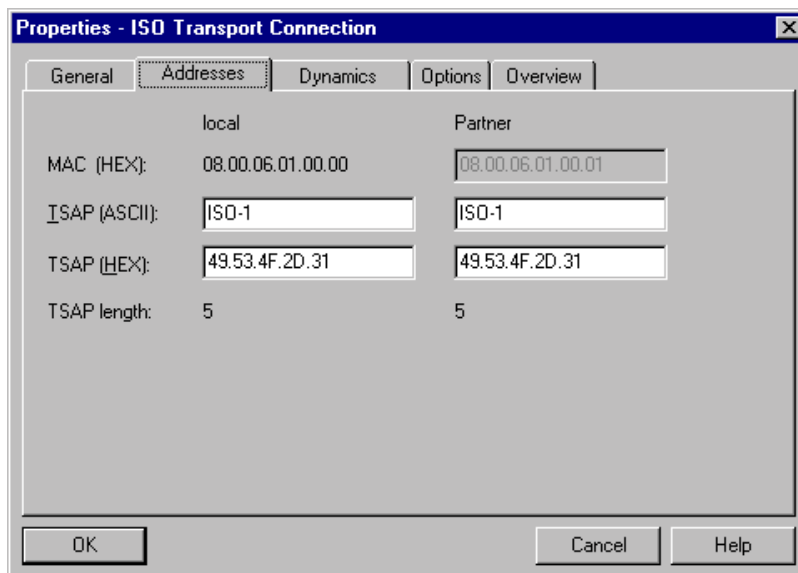 Properties - ISO Transport Connection
General Addresses Dynamics Options Overview
local Partner
MAC (HEX): 08.00.06.01.00.00 08.00.06.01.00.01
TSAP (ASCII): ISO-1 ISO-1
TSAP (HEX): 49.53.4F.2D.31 49.53.4F.2D.31
TSAP length: 5 5
OK Cancel Help